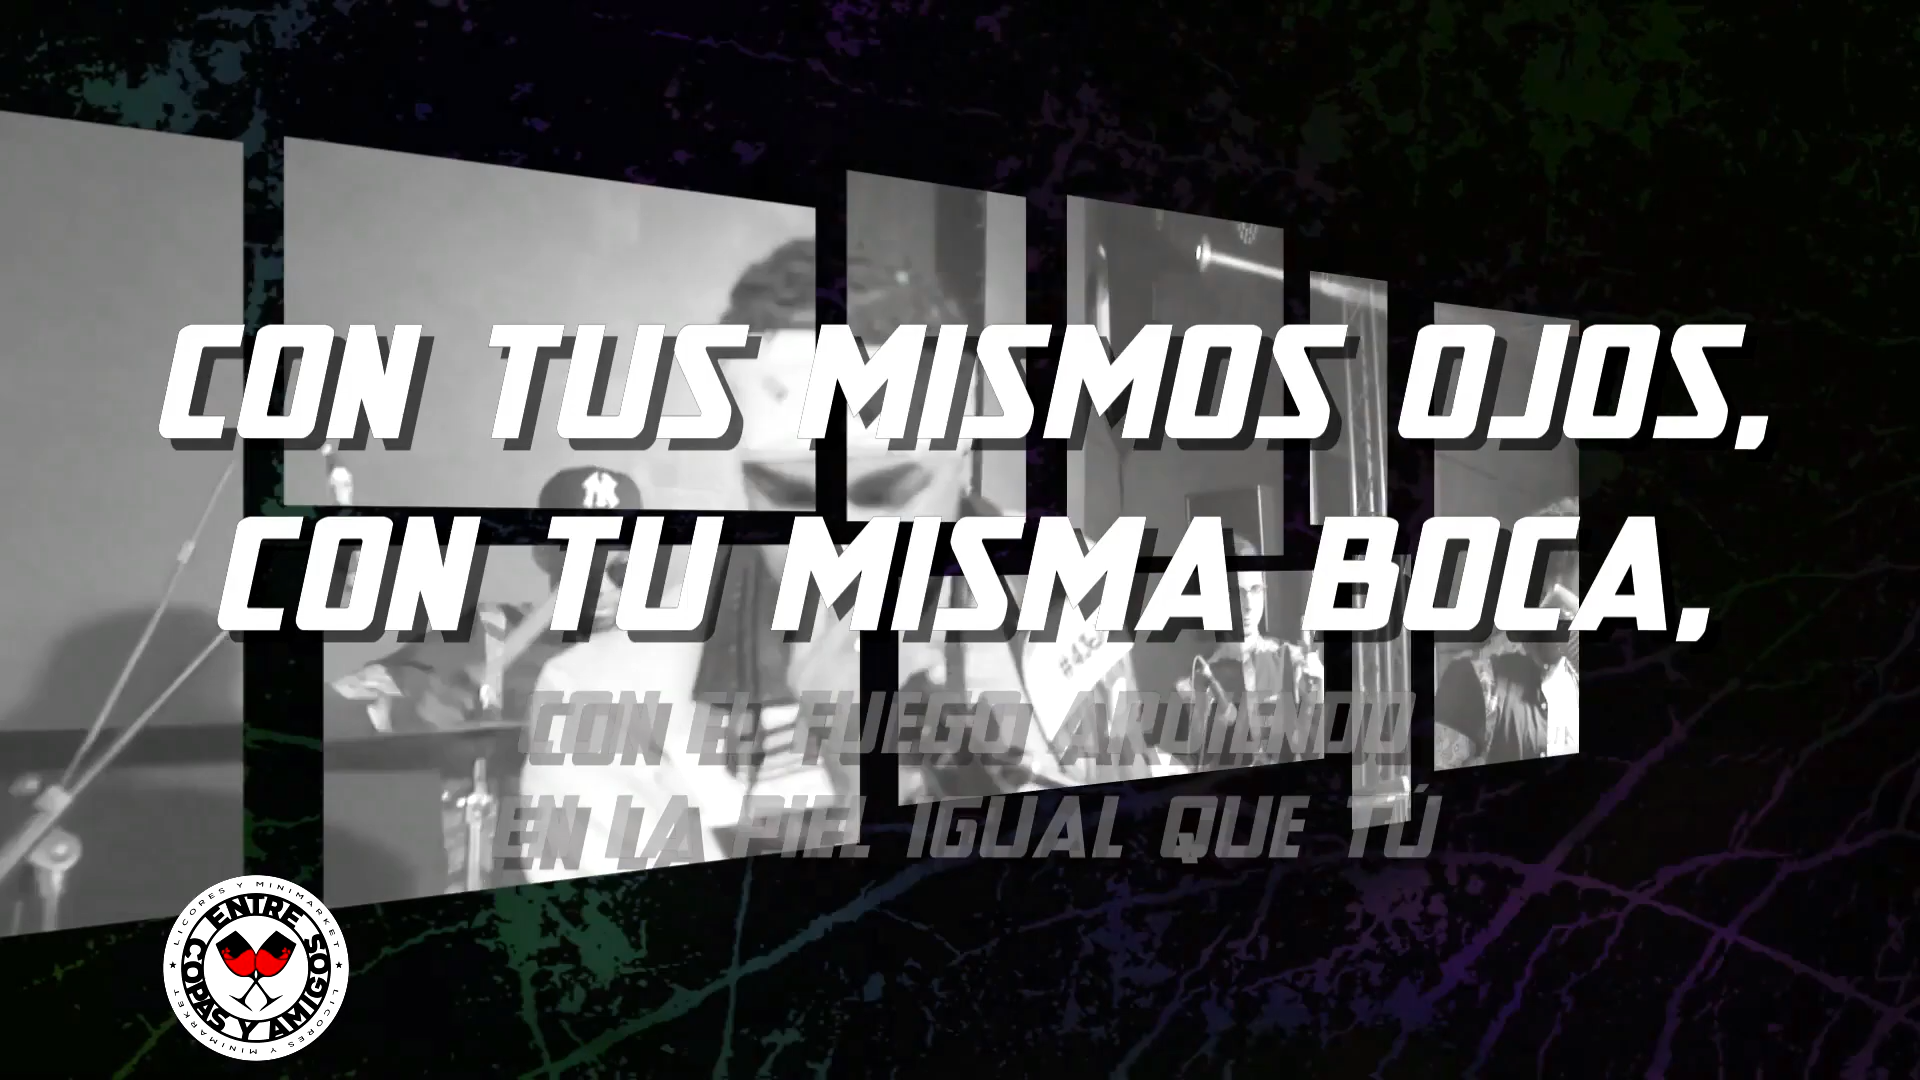 CON TUS MISMOS OJOS,
CON TU MISMA BOCA,
CON EL FUEGO ARDIENDO
EN LA PIEL IGUAL QUE TÚ
NY
LICORES Y MINIMARKET
ENTRE COPAS Y AMIGOS
LICORES Y MINIMARKET